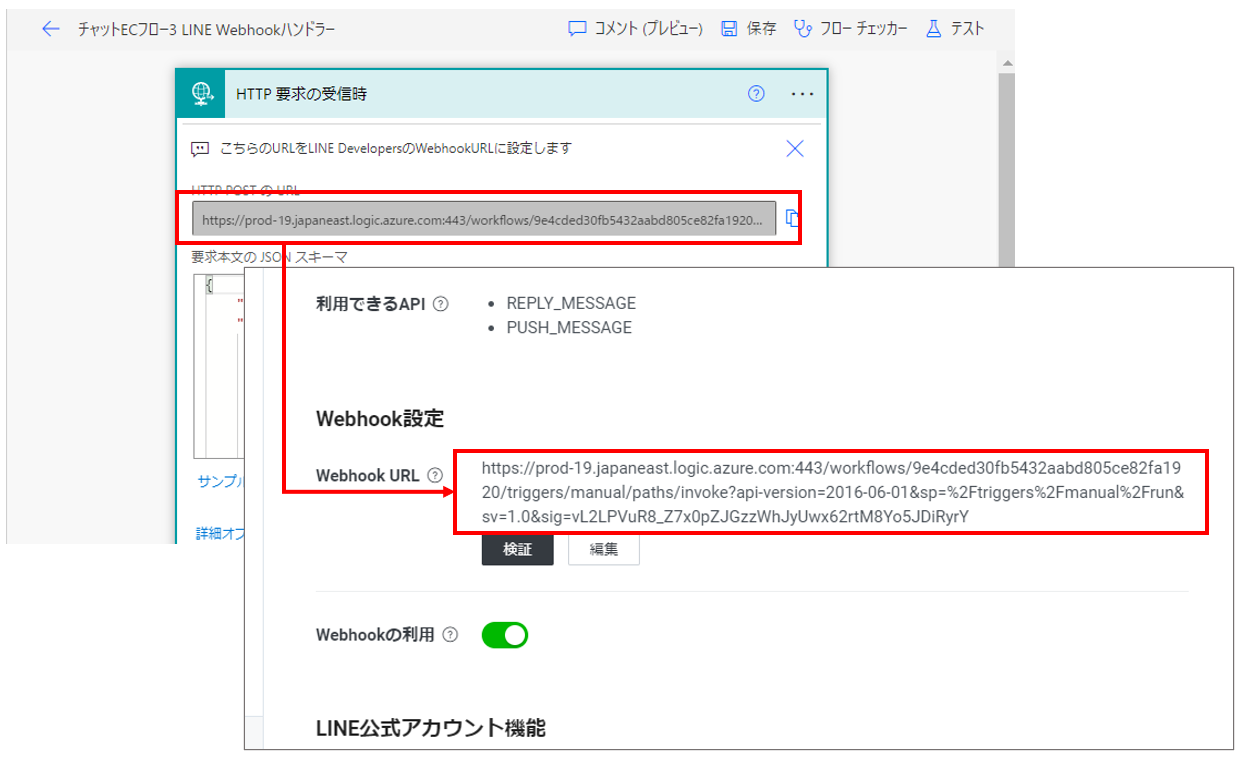 チャットECフロー3 LINE Webhookハンドラー
コメント (プレビュー) 保存 フロー チェッカー テスト
HTTP 要求の受信時
こちらのURLをLINE DevelopersのWebhookURLに設定します
HTTP POST の URL
https://prod-19.japaneast.logic.azure.com:443/workflows/9e4cded30fb5432aabd805ce82fa1920...
要求本文の JSON スキーマ
{
"
"
サンプル
詳細オプ
利用できるAPI
• REPLY_MESSAGE
• PUSH_MESSAGE
Webhook設定
Webhook URL
https://prod-19.japaneast.logic.azure.com:443/workflows/9e4cded30fb5432aabd805ce82fa19
20/triggers/manual/paths/invoke?api-version=2016-06-01&sp=%2Ftriggers%2Fmanual%2Frun&
sv=1.0&sig=vL2LPVuR8_Z7x0pZJGzzWhJyUwx62rtM8Yo5JDiRyrY
検証 編集
Webhookの利用
LINE公式アカウント機能